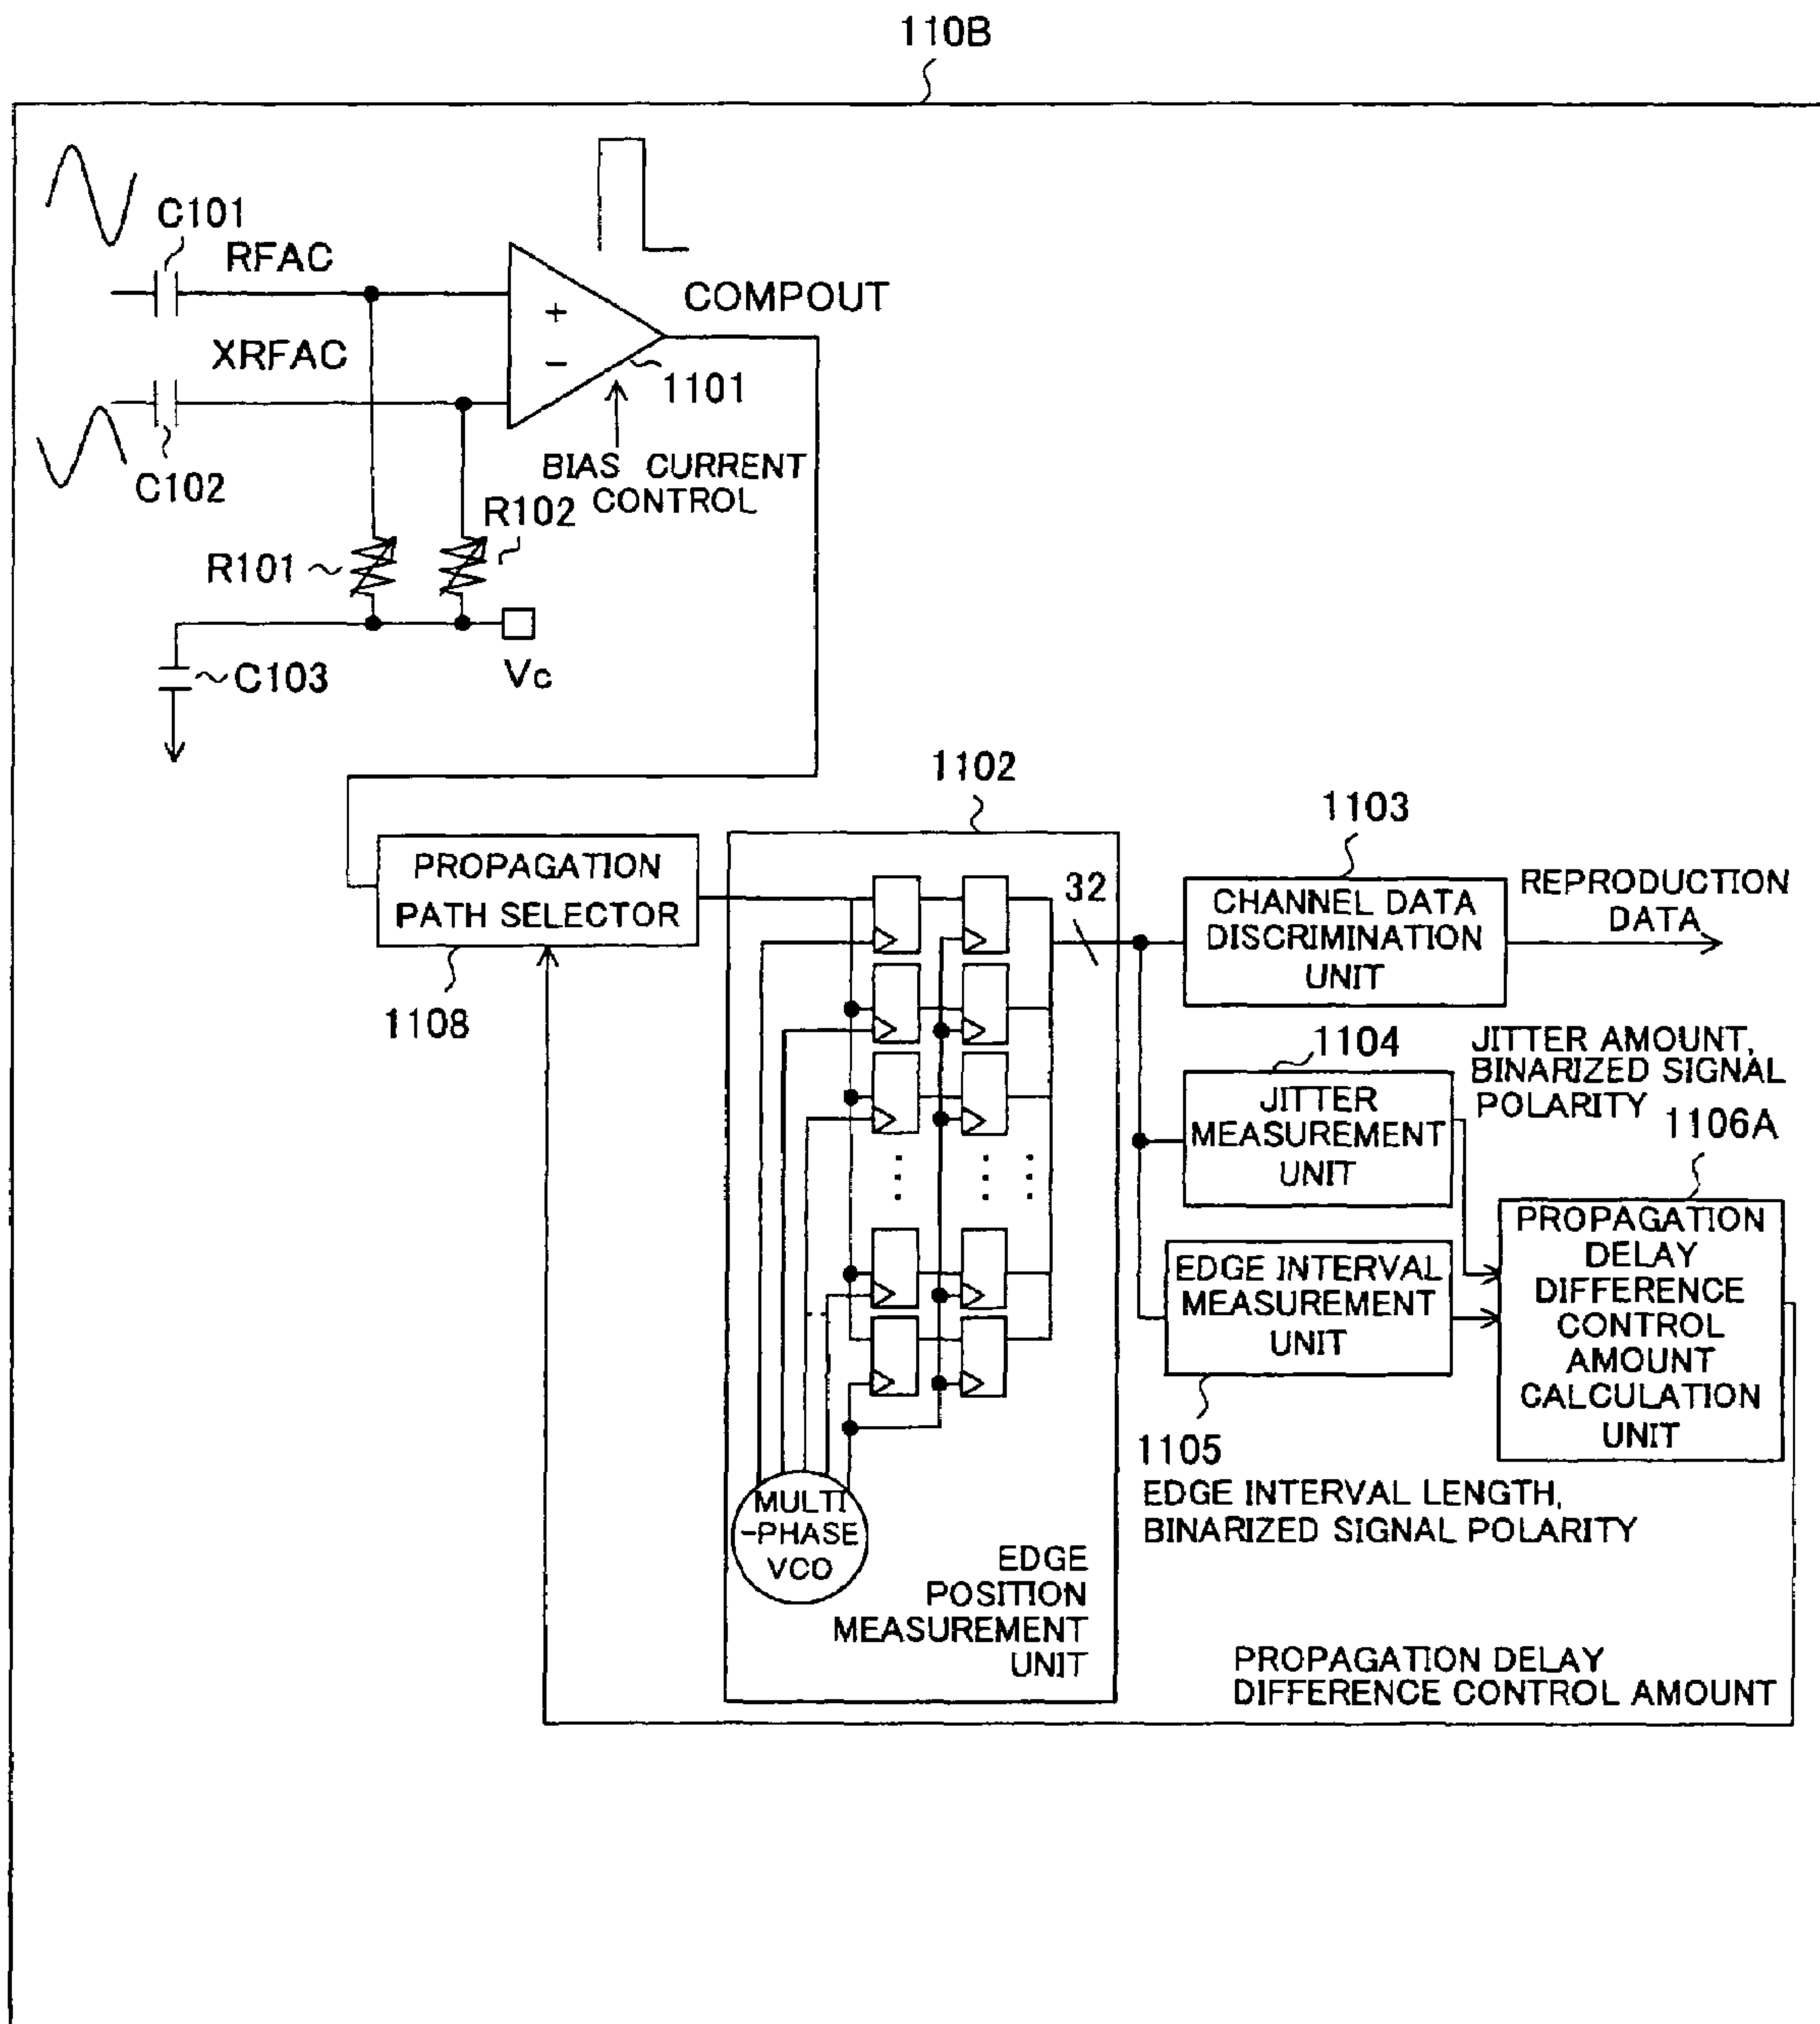 110B
C101
RFAC
+
COMPOUT
XRFAC
−
1101
C102
BIAS CURRENT
CONTROL
R102
R101
C103
Vc
1102
1103
PROPAGATION
PATH SELECTOR
1108
32
CHANNEL DATA
DISCRIMINATION
UNIT
REPRODUCTION
DATA
1104
JITTER AMOUNT,
BINARIZED SIGNAL
POLARITY
JITTER
MEASUREMENT
UNIT
1106A
EDGE INTERVAL
MEASUREMENT
UNIT
PROPAGATION
DELAY
DIFFERENCE
CONTROL
AMOUNT
CALCULATION
UNIT
1105
EDGE INTERVAL LENGTH,
BINARIZED SIGNAL POLARITY
MULTI
-PHASE
VCO
EDGE
POSITION
MEASUREMENT
UNIT
PROPAGATION DELAY
DIFFERENCE CONTROL AMOUNT